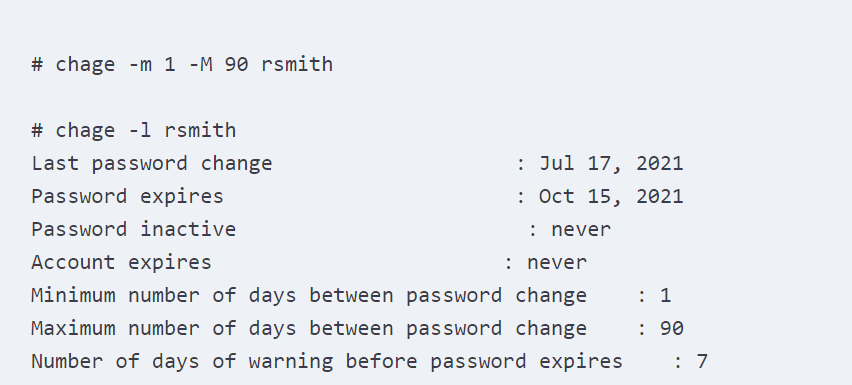 # chage -m 1 -M 90 rsmith
# chage -l rsmith
Last password change                    : Jul 17, 2021
Password expires                        : Oct 15, 2021
Password inactive                        : never
Account expires                        : never
Minimum number of days between password change    : 1
Maximum number of days between password change    : 90
Number of days of warning before password expires    : 7